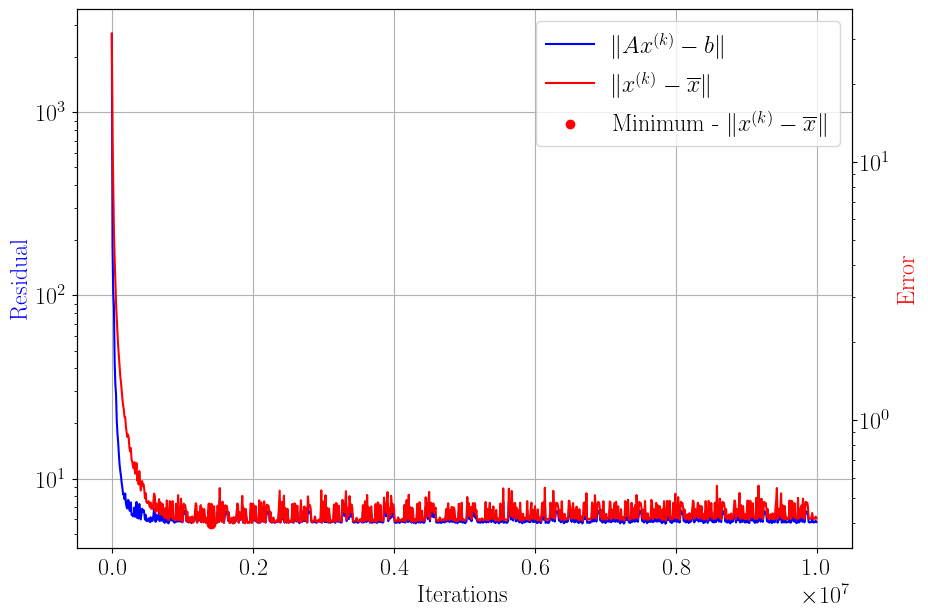 ‖Ax^{(k)} − b‖
‖x^{(k)} − x̅‖
Minimum - ‖x^{(k)} − x̅‖
10^3
10^2
10^1
Residual
10^1
10^0
Error
0.0 0.2 0.4 0.6 0.8 1.0
×10^7
Iterations